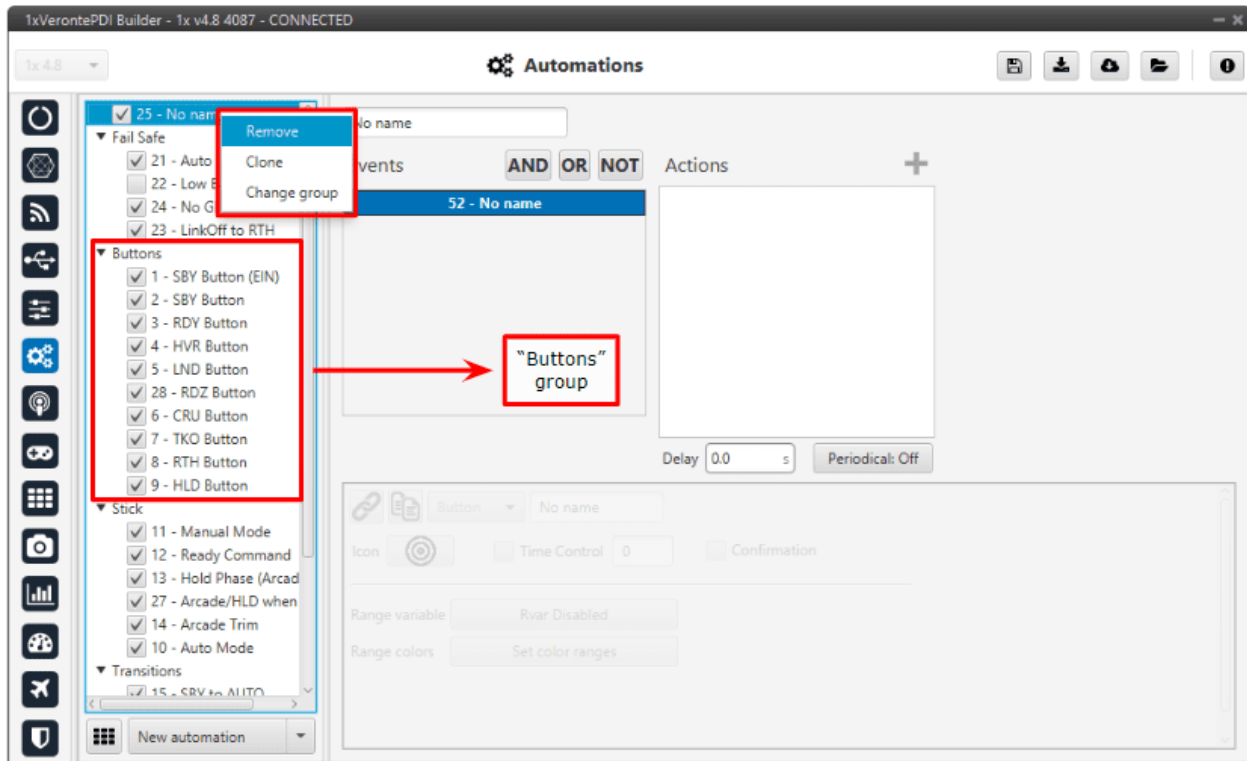 1xVerontePDI Builder - 1x v4.8 4087 - CONNECTED
1x 4.8
Automations
25 - No nam
Remove
Clone
Change group
Fail Safe
21 - Auto
22 - Low
24 - No G
23 - LinkOff to RTH
Buttons
1 - SBY Button (EIN)
2 - SBY Button
3 - RDY Button
4 - HVR Button
5 - LND Button
28 - RDZ Button
6 - CRU Button
7 - TKO Button
8 - RTH Button
9 - HLD Button
Stick
11 - Manual Mode
12 - Ready Command
13 - Hold Phase (Arcad
27 - Arcade/HLD when
14 - Arcade Trim
10 - Auto Mode
Transitions
15 - SBY to AUTO
New automation
No name
vents AND OR NOT Actions
52 - No name
“Buttons”
group
Delay 0.0 s Periodical: Off
Button No name
Icon Time Control 0 Confirmation
Range variable Rvar Disabled
Range colors Set color ranges